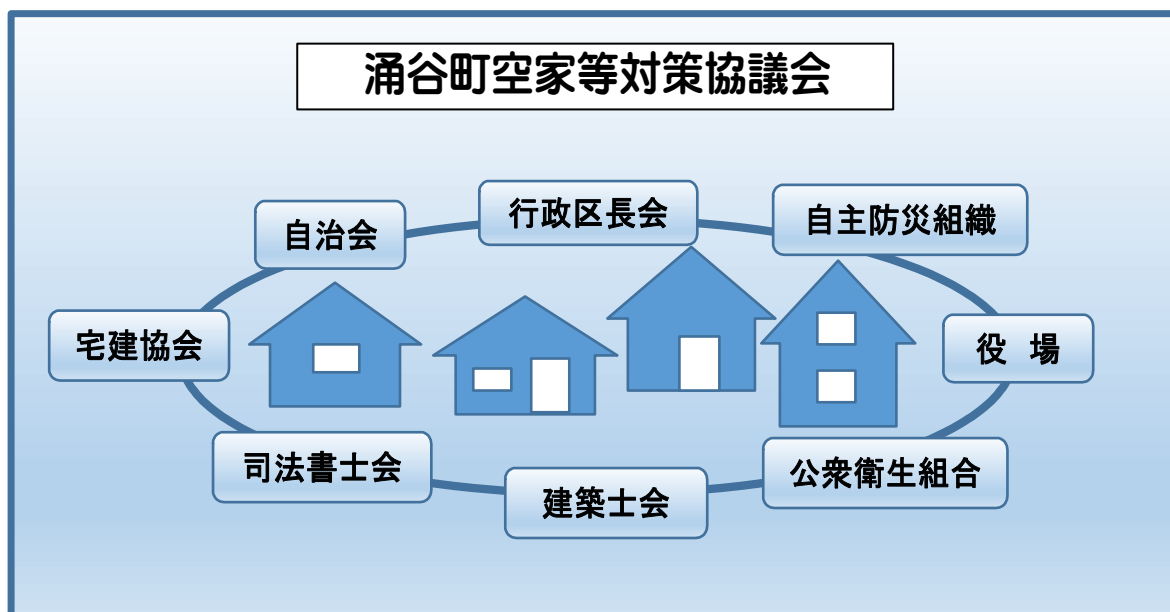 涌谷町空家等対策協議会
行政区長会
自治会
自主防災組織
宅建協会
役 場
司法書士会
公衆衛生組合
建築士会